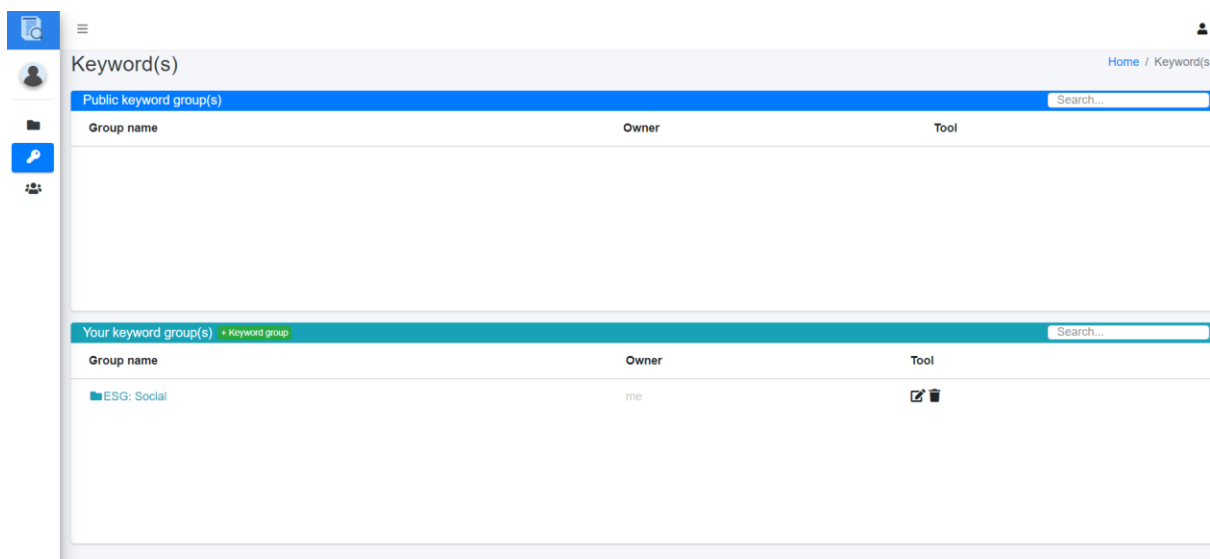 Keyword(s)
Home / Keyword(s
Public keyword group(s) Search...
Group name Owner Tool
Your keyword group(s) + Keyword group Search...
Group name Owner Tool
ESG: Social me